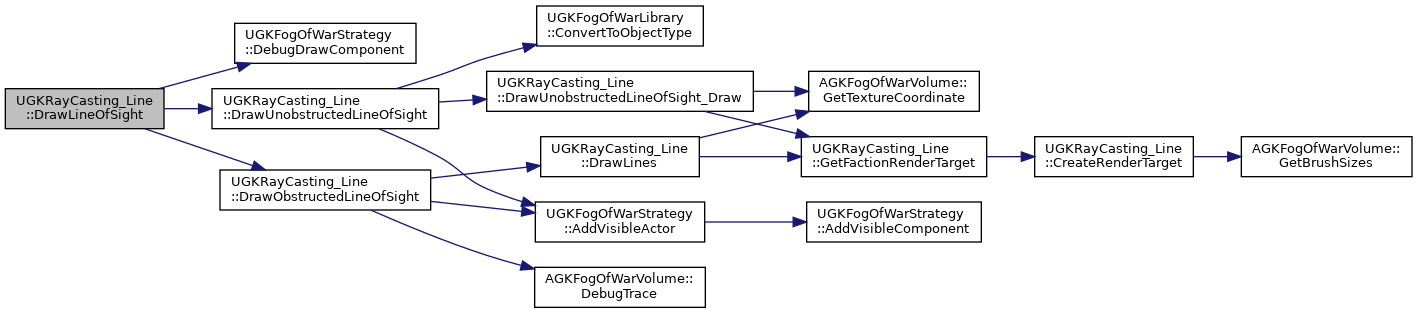 UGKRayCasting_Line
::DrawLineOfSight
UGKFogOfWarStrategy
::DebugDrawComponent
UGKRayCasting_Line
::DrawUnobstructedLineOfSight
UGKRayCasting_Line
::DrawObstructedLineOfSight
UGKFogOfWarLibrary
::ConvertToObjectType
UGKRayCasting_Line
::DrawUnobstructedLineOfSight_Draw
UGKRayCasting_Line
::DrawLines
UGKFogOfWarStrategy
::AddVisibleActor
AGKFogOfWarVolume::
DebugTrace
AGKFogOfWarVolume::
GetTextureCoordinate
UGKRayCasting_Line
::GetFactionRenderTarget
UGKFogOfWarStrategy
::AddVisibleComponent
UGKRayCasting_Line
::CreateRenderTarget
AGKFogOfWarVolume::
GetBrushSizes